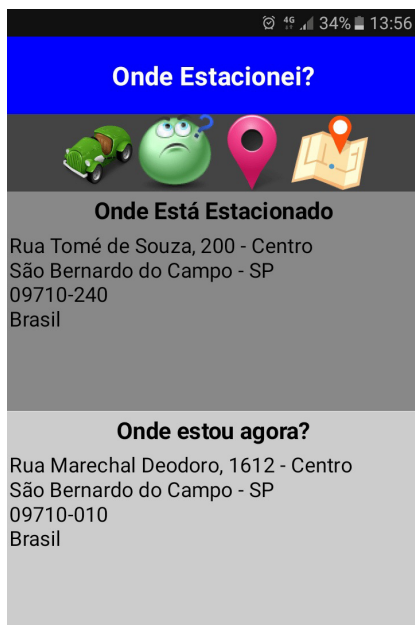 4G 34% 13:56
Onde Estacionei?
?
Onde Está Estacionado
Rua Tomé de Souza, 200 - Centro
São Bernardo do Campo - SP
09710-240
Brasil
Onde estou agora?
Rua Marechal Deodoro, 1612 - Centro
São Bernardo do Campo - SP
09710-010
Brasil